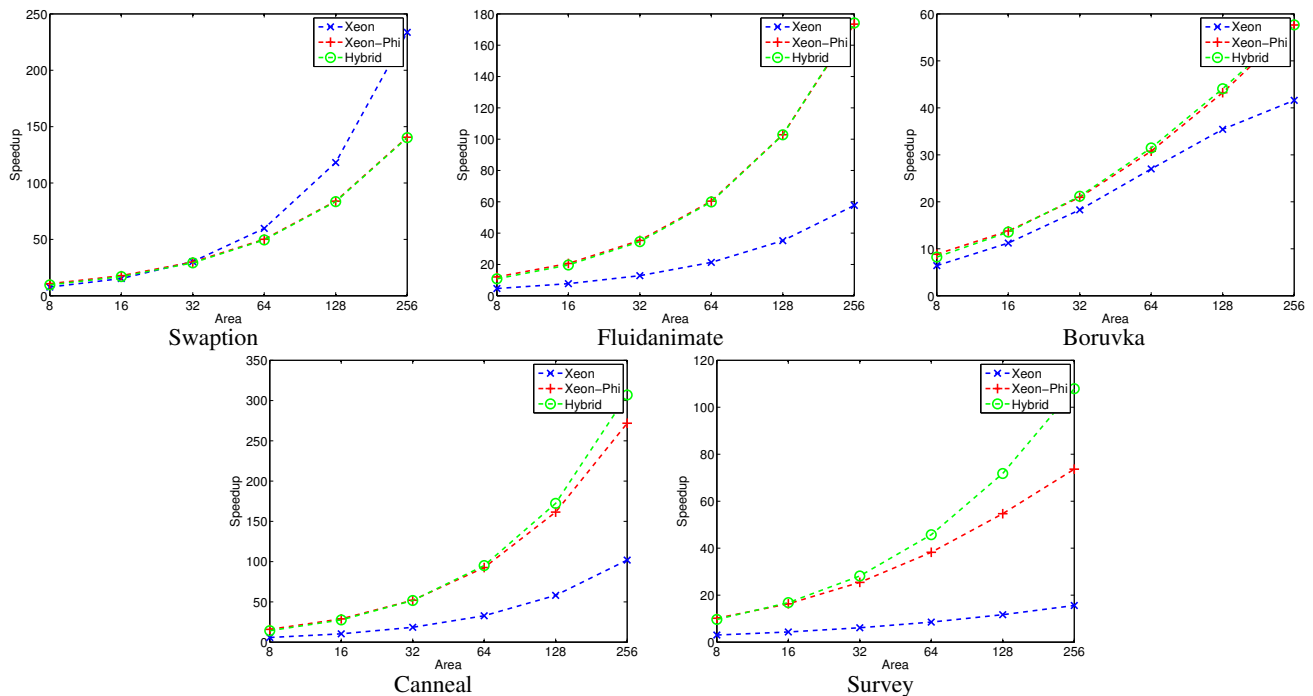 250
200
150
100
50
0
Speedup
8 16 32 64 128 256
Area
Xeon
Xeon-Phi
Hybrid
Swaption
180
160
140
120
100
80
60
40
20
0
Speedup
8 16 32 64 128 256
Area
Xeon
Xeon-Phi
Hybrid
Fluidanimate
60
50
40
30
20
10
0
Speedup
8 16 32 64 128 256
Area
Xeon
Xeon-Phi
Hybrid
Boruvka
350
300
250
200
150
100
50
0
Speedup
8 16 32 64 128 256
Area
Xeon
Xeon-Phi
Hybrid
Canneal
120
100
80
60
40
20
0
Speedup
8 16 32 64 128 256
Area
Xeon
Xeon-Phi
Hybrid
Survey